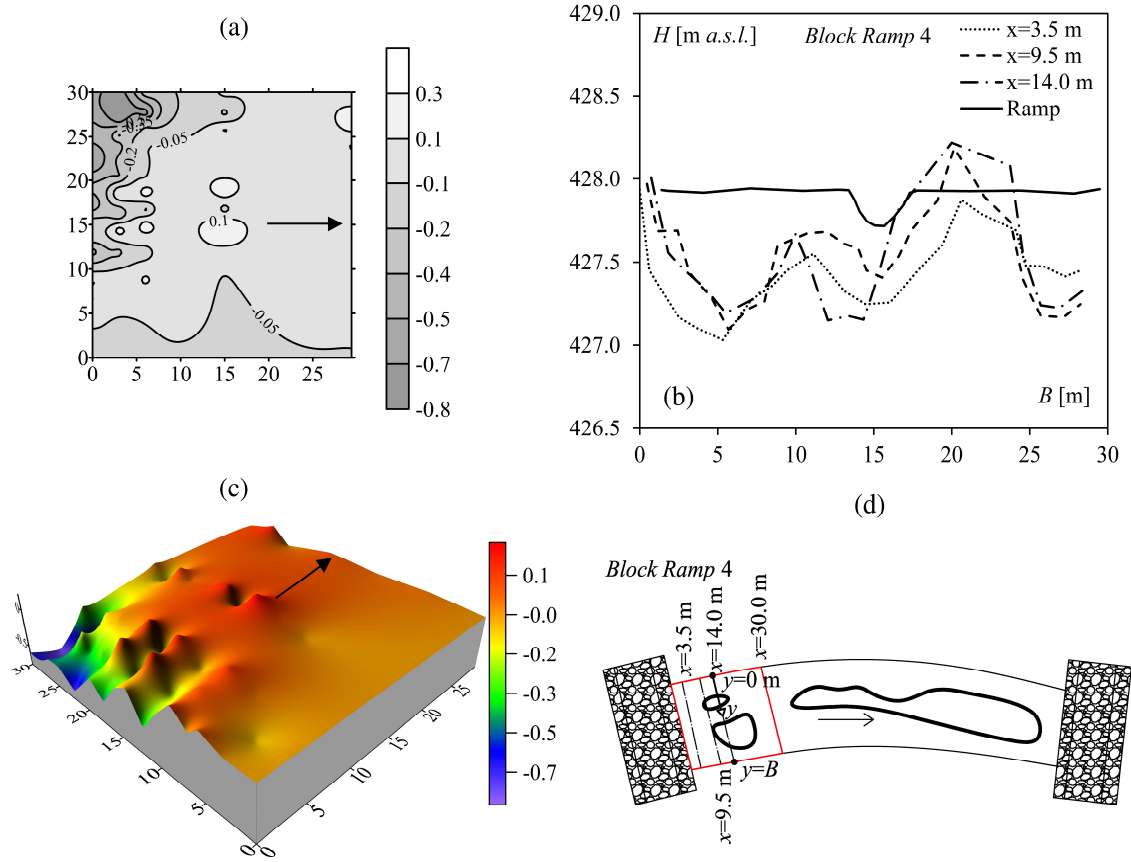 (a)
30
25
20
15
10
5
0
0
5
10
15
20
25
-0.35
-0.2
-0.05
0.1
-0.05
0.3
0.1
-0.1
-0.2
-0.4
-0.5
-0.7
-0.8
(b)
429.0
428.5
428.0
427.5
427.0
426.5
H [m a.s.l.]
Block Ramp 4
x=3.5 m
x=9.5 m
x=14.0 m
Ramp
(b)
B [m]
0
5
10
15
20
25
30
(c)
30
25
20
15
10
5
0
0
5
10
15
20
25
0.1
-0.0
-0.2
-0.3
-0.5
-0.7
(d)
Block Ramp 4
x=3.5 m
x=14.0 m
x=30.0 m
y=0 m
y
y=B
x=9.5 m